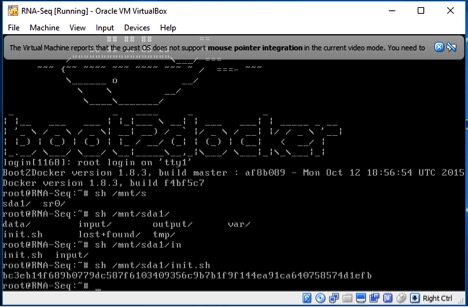 RNA-Seq [Running] - Oracle VM VirtualBox
File Machine View Input Devices Help
The Virtual Machine reports that the guest OS does not support mouse pointer integration in the current video mode. You need to
boot2docker
login[1168]: root login on 'tty1'
Boot2Docker version 1.8.3, build master : af8b089 - Mon Oct 12 18:56:54 UTC 2015
Docker version 1.8.3, build f4bf5c7
root@RNA-Seq:~# sh /mnt/s
sda1/ sr0/
root@RNA-Seq:~# sh /mnt/sda1/
data/ input/ output/ var/
init.sh lost+found/ tmp/
root@RNA-Seq:~# sh /mnt/sda1/in
init.sh input/
root@RNA-Seq:~# sh /mnt/sda1/init.sh
root@RNA-Seq:~# _
Right Ctrl